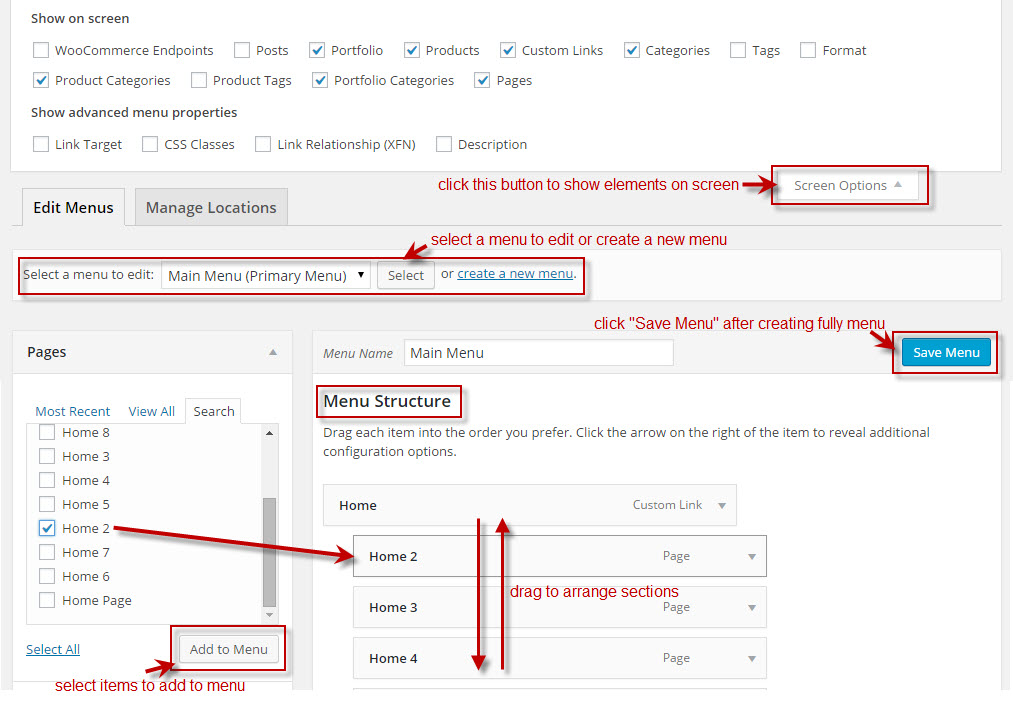 Show on screen
WooCommerce Endpoints Posts Portfolio Products Custom Links Categories Tags Format
Product Categories Product Tags Portfolio Categories Pages
Show advanced menu properties
Link Target CSS Classes Link Relationship (XFN) Description
click this button to show elements on screen Screen Options
Edit Menus Manage Locations
select a menu to edit or create a new menu
Select a menu to edit: Main Menu (Primary Menu) Select or create a new menu.
click "Save Menu" after creating fully menu
Pages
Menu Name Main Menu Save Menu
Most Recent View All Search
Home 8
Home 3
Home 4
Home 5
Home 2
Home 7
Home 6
Home Page
Select All Add to Menu
select items to add to menu
Menu Structure
Drag each item into the order you prefer. Click the arrow on the right of the item to reveal additional
configuration options.
Home Custom Link
Home 2 Page
drag to arrange sections
Home 3 Page
Home 4 Page